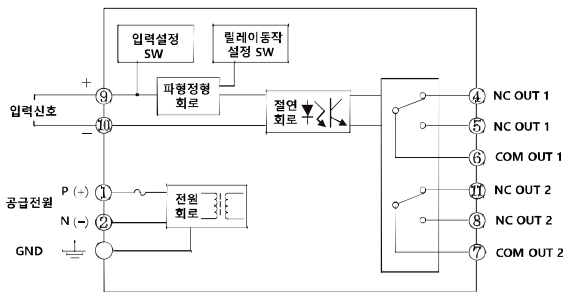 입력설정
SW
릴레이동작
설정 SW
+
⑨
파형정형
회로
입력신호
⑩
−
절연
회로
④ NC OUT 1
⑤ NC OUT 1
⑥ COM OUT 1
⑪ NC OUT 2
⑧ NC OUT 2
⑦ COM OUT 2
공급전원
P (+) ①
N (−) ②
전원
회로
GND